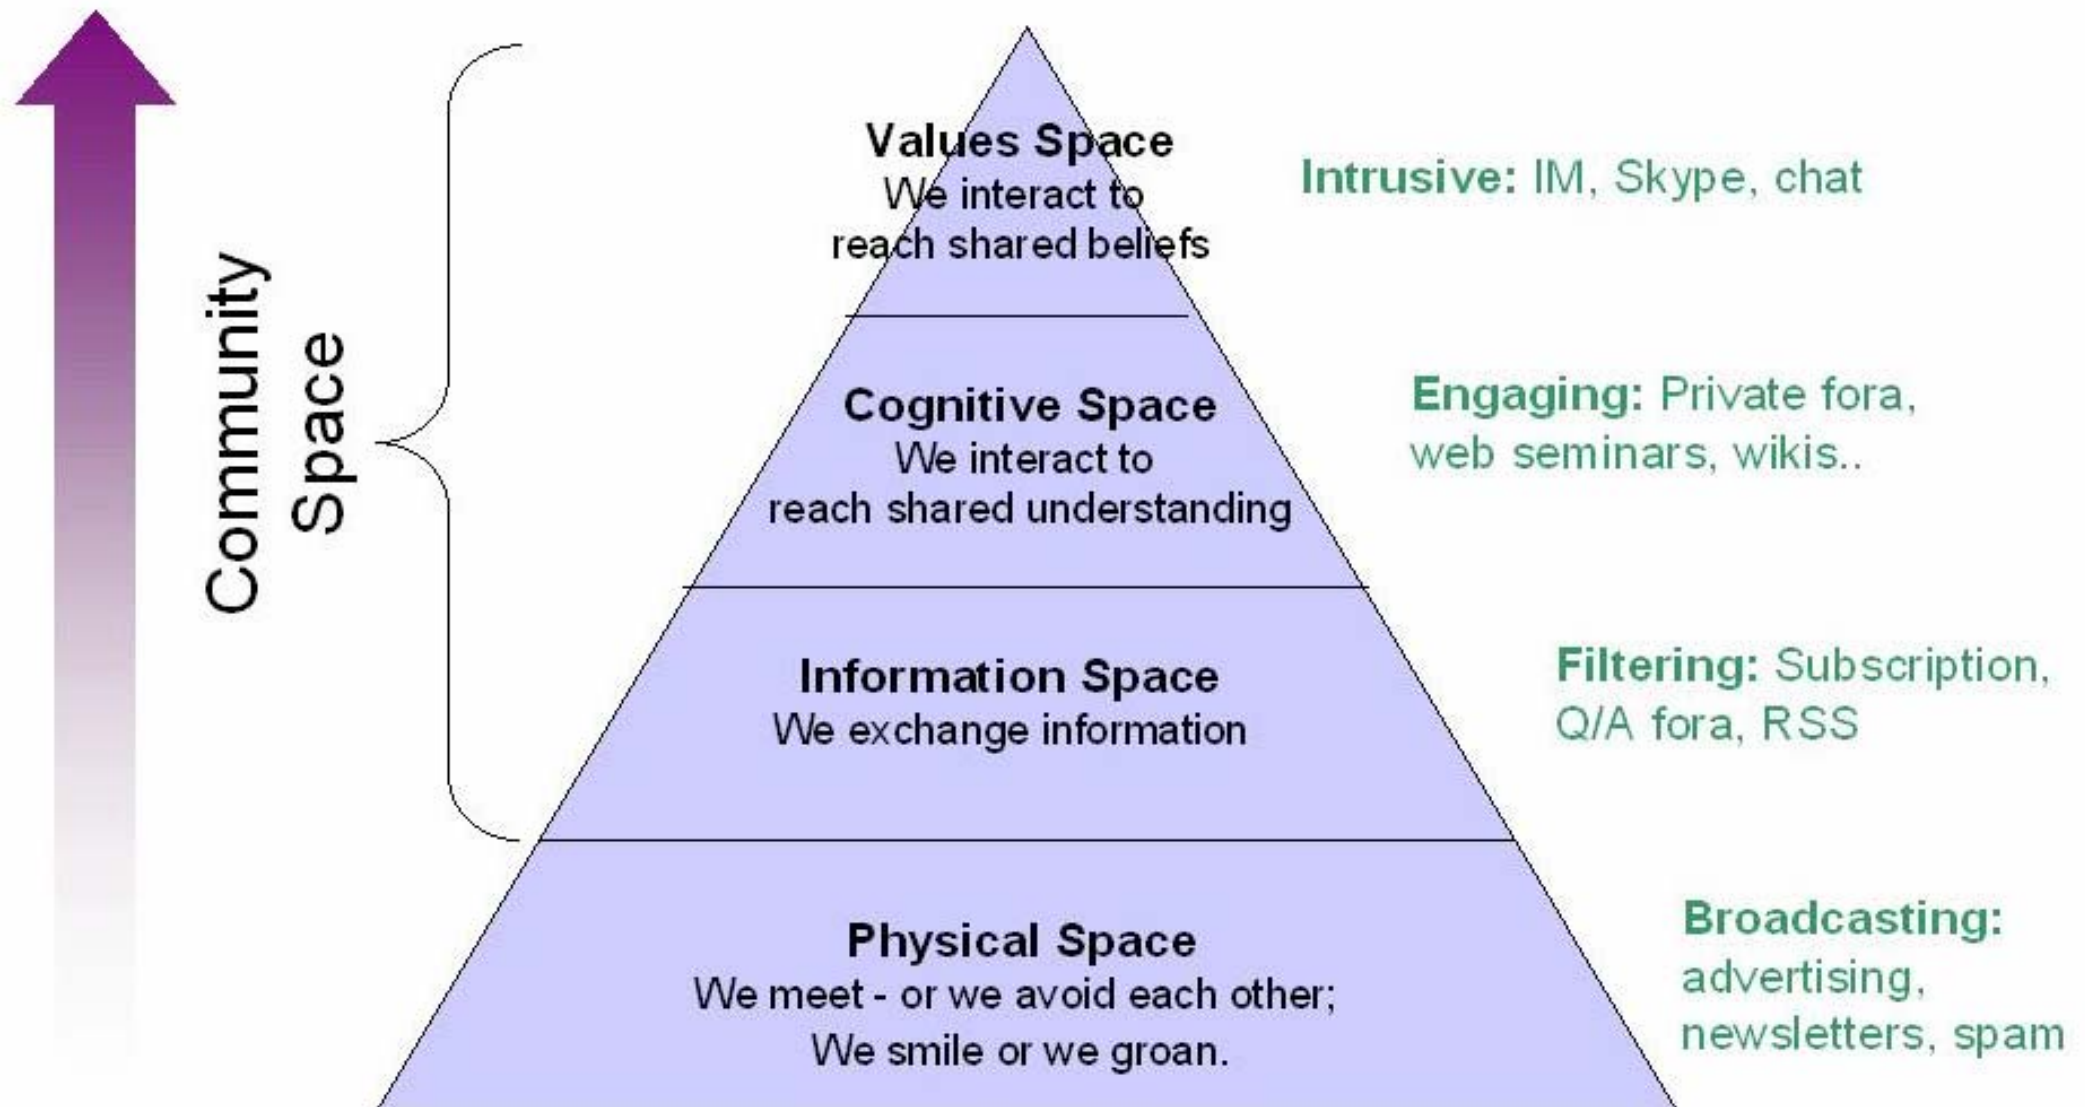 Community
Space
Values Space
We interact to
reach shared beliefs
Intrusive: IM, Skype, chat
Cognitive Space
We interact to
reach shared understanding
Engaging: Private fora,
web seminars, wikis..
Information Space
We exchange information
Filtering: Subscription,
Q/A fora, RSS
Physical Space
We meet - or we avoid each other;
We smile or we groan.
Broadcasting:
advertising,
newsletters, spam